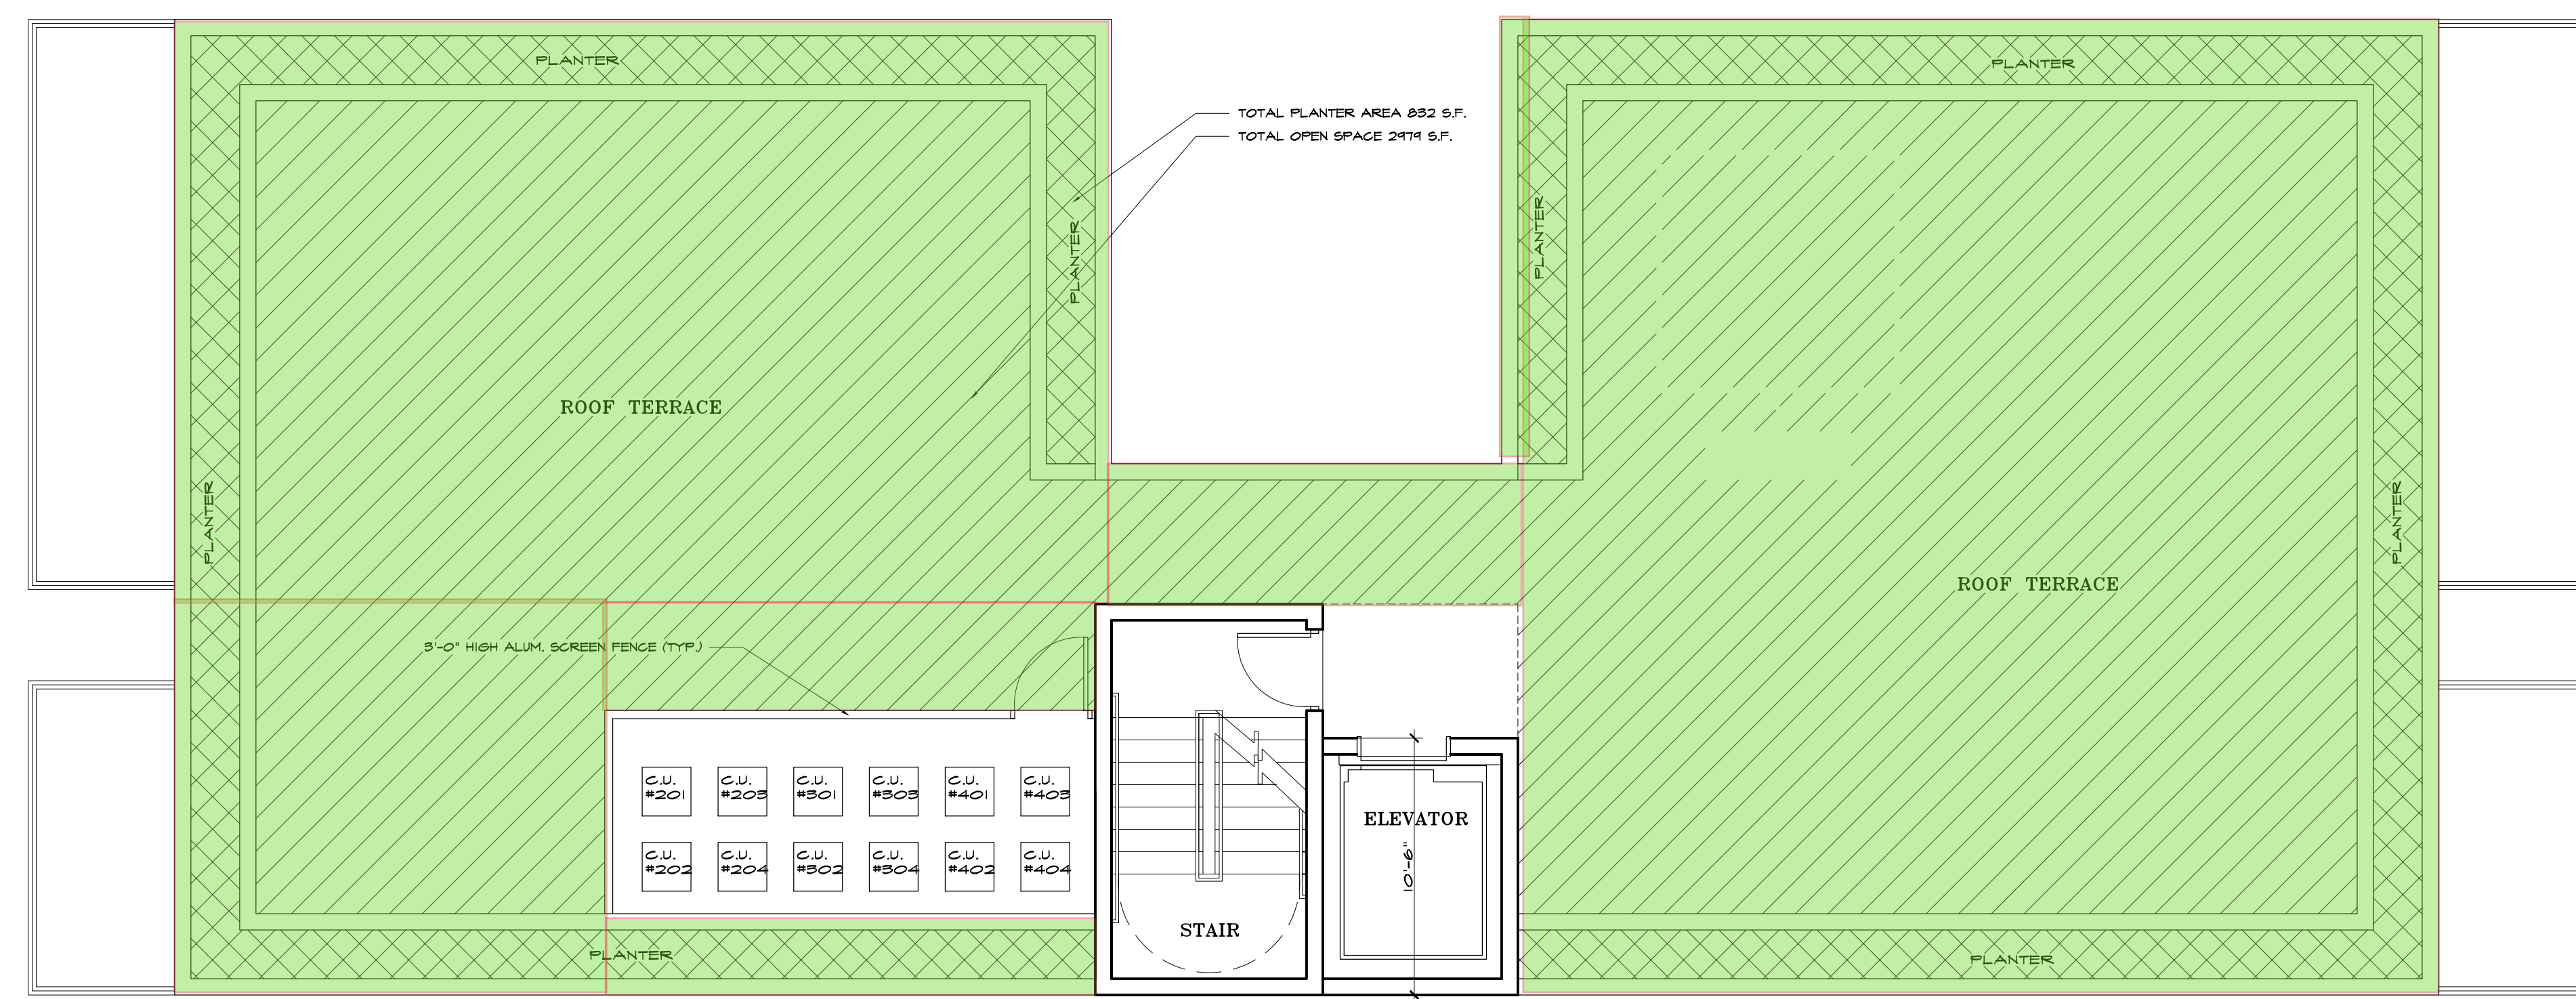 PLANTER
PLANTER
TOTAL PLANTER AREA 832 S.F.
TOTAL OPEN SPACE 2979 S.F.
PLANTER
PLANTER
ROOF TERRACE
PLANTER
PLANTER
ROOF TERRACE
3'-0" HIGH ALUM. SCREEN FENCE (TYP.)
C.U. #201
C.U. #203
C.U. #301
C.U. #303
C.U. #401
C.U. #403
ELEVATOR
10'-6"
C.U. #202
C.U. #204
C.U. #302
C.U. #304
C.U. #402
C.U. #404
STAIR
PLANTER
PLANTER